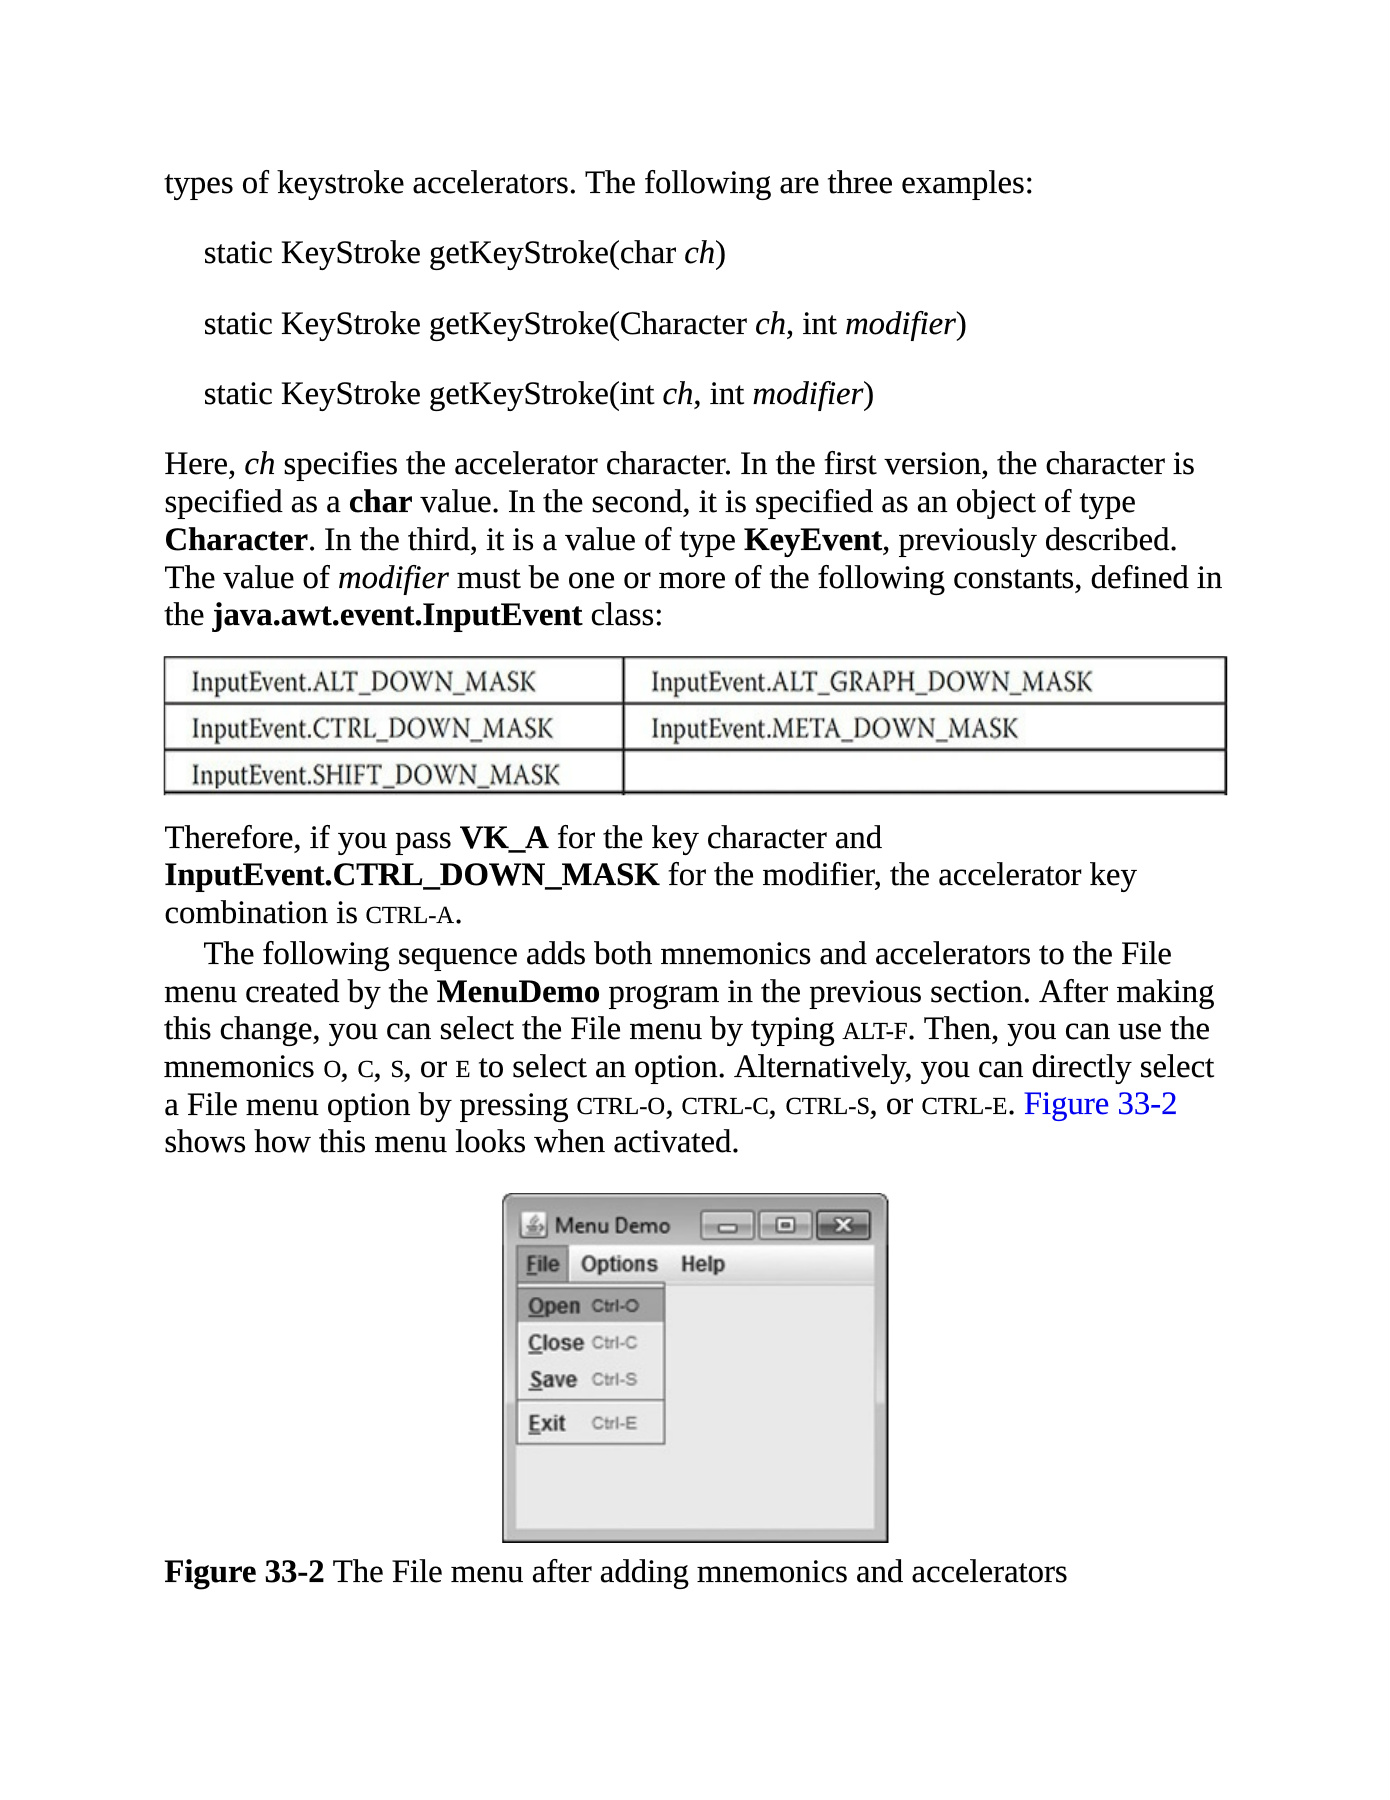 types of keystroke accelerators. The following are three examples:
static KeyStroke getKeyStroke(char ch)
static KeyStroke getKeyStroke(Character ch, int modifier)
static KeyStroke getKeyStroke(int ch, int modifier)
Here, ch specifies the accelerator character. In the first version, the character is
specified as a char value. In the second, it is specified as an object of type
Character. In the third, it is a value of type KeyEvent, previously described.
The value of modifier must be one or more of the following constants, defined in
the java.awt.event.InputEvent class:
InputEvent.ALT_DOWN_MASK InputEvent.ALT_GRAPH_DOWN_MASK
InputEvent.CTRL_DOWN_MASK InputEvent.META_DOWN_MASK
InputEvent.SHIFT_DOWN_MASK
Therefore, if you pass VK_A for the key character and
InputEvent.CTRL_DOWN_MASK for the modifier, the accelerator key
combination is CTRL-A.
The following sequence adds both mnemonics and accelerators to the File
menu created by the MenuDemo program in the previous section. After making
this change, you can select the File menu by typing ALT-F. Then, you can use the
mnemonics O, C, S, or E to select an option. Alternatively, you can directly select
a File menu option by pressing CTRL-O, CTRL-C, CTRL-S, or CTRL-E. Figure 33-2
shows how this menu looks when activated.
Menu Demo
File Options Help
Open Ctrl-O
Close Ctrl-C
Save Ctrl-S
Exit Ctrl-E
Figure 33-2 The File menu after adding mnemonics and accelerators